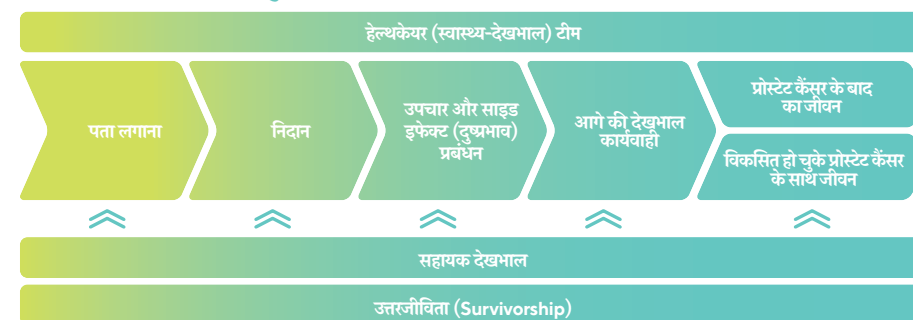 हेल्थकेयर (स्वास्थ्य-देखभाल) टीम
पता लगाना
निदान
उपचार और साइड
इफेक्ट (दुष्प्रभाव)
प्रबंधन
आगे की देखभाल
कार्यवाही
प्रोस्टेट कैंसर के बाद
का जीवन
विकसित हो चुके प्रोस्टेट कैंसर
के साथ जीवन
सहायक देखभाल
उत्तरजीविता (Survivorship)